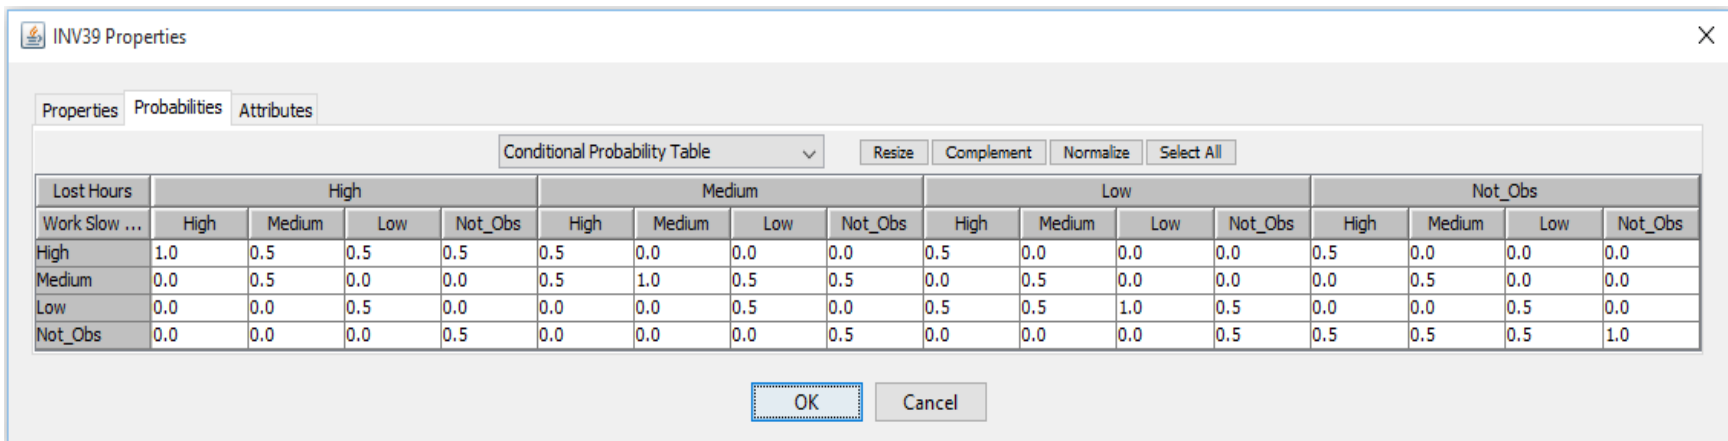 INV39 Properties
Properties Probabilities Attributes
Conditional Probability Table Resize Complement Normalize Select All
Lost Hours High Medium Low Not_Obs
Work Slow ... High Medium Low Not_Obs High Medium Low Not_Obs High Medium Low Not_Obs High Medium Low Not_Obs
High 1.0 0.5 0.5 0.5 0.5 0.0 0.0 0.0 0.5 0.0 0.0 0.0 0.5 0.0 0.0 0.0
Medium 0.0 0.5 0.0 0.0 0.5 1.0 0.5 0.5 0.0 0.5 0.0 0.0 0.0 0.5 0.0 0.0
Low 0.0 0.0 0.5 0.0 0.0 0.0 0.5 0.0 0.5 0.5 1.0 0.5 0.0 0.0 0.5 0.0
Not_Obs 0.0 0.0 0.0 0.5 0.0 0.0 0.0 0.5 0.0 0.0 0.0 0.5 0.5 0.5 0.5 1.0
OK Cancel